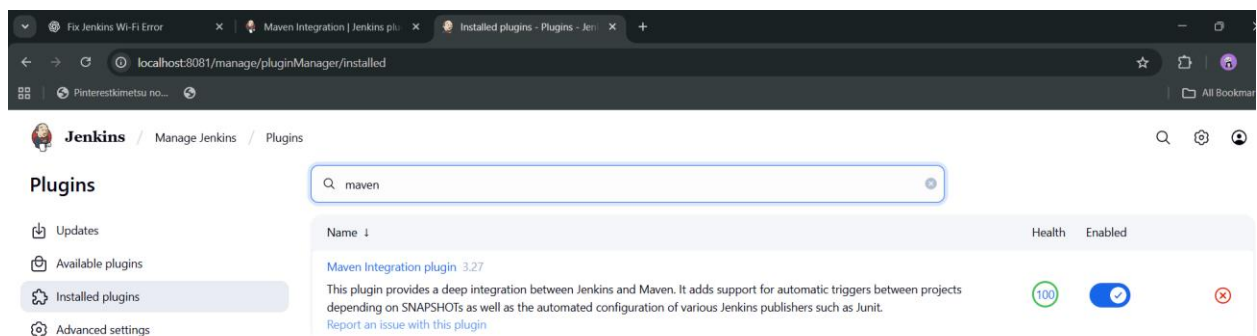 Fix Jenkins Wi-Fi Error
Maven Integration | Jenkins plu
Installed plugins - Plugins - Jen
localhost:8081/manage/pluginManager/installed
Pinterestkimetsu no...
All Bookmar
Jenkins / Manage Jenkins / Plugins
Plugins
maven
Updates
Name ↓ Health Enabled
Available plugins
Maven Integration plugin 3.27
Installed plugins
This plugin provides a deep integration between Jenkins and Maven. It adds support for automatic triggers between projects
depending on SNAPSHOTs as well as the automated configuration of various Jenkins publishers such as Junit.
100
Advanced settings
Report an issue with this plugin